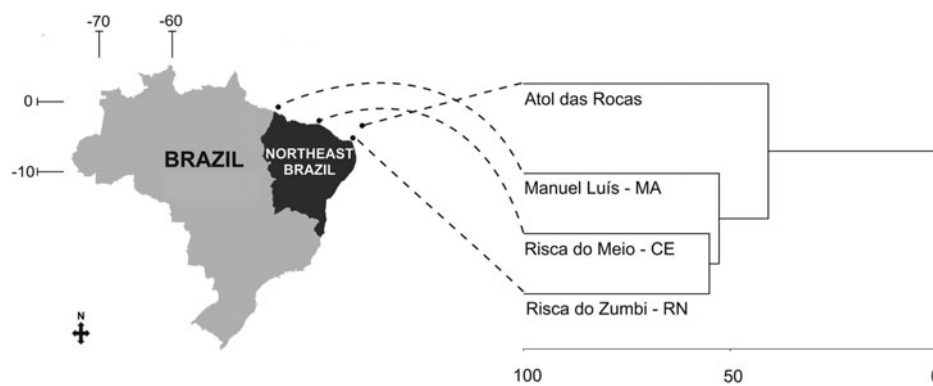 -70
-60
0
-10
BRAZIL
NORTHEAST
BRAZIL
N
Atol das Rocas
Manuel Luís - MA
Risca do Meio - CE
Risca do Zumbi - RN
100
50
0